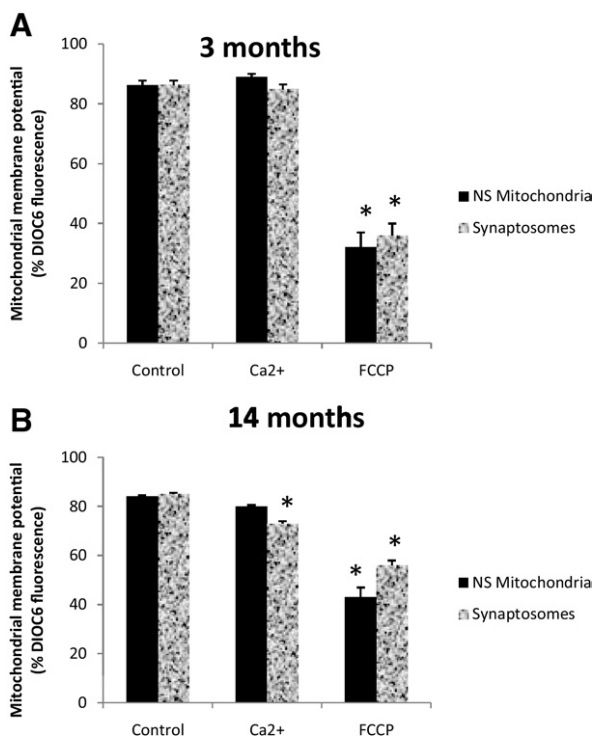 A
3 months
Mitochondrial membrane potential
(% DIOC6 fluorescence)
100
80
60
40
20
0
* *
NS Mitochondria
Synaptosomes
Control Ca2+ FCCP
B
14 months
Mitochondrial membrane potential
(% DIOC6 fluorescence)
100
80
60
40
20
0
*
* *
NS Mitochondria
Synaptosomes
Control Ca2+ FCCP